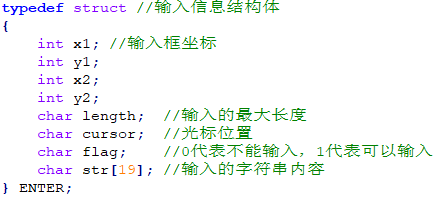 typedef struct //输入信息结构体
{
int x1; //输入框坐标
int y1;
int x2;
int y2;
char length; //输入的最大长度
char cursor; //光标位置
char flag; //0代表不能输入，1代表可以输入
char str[19]; //输入的字符串内容
} ENTER;